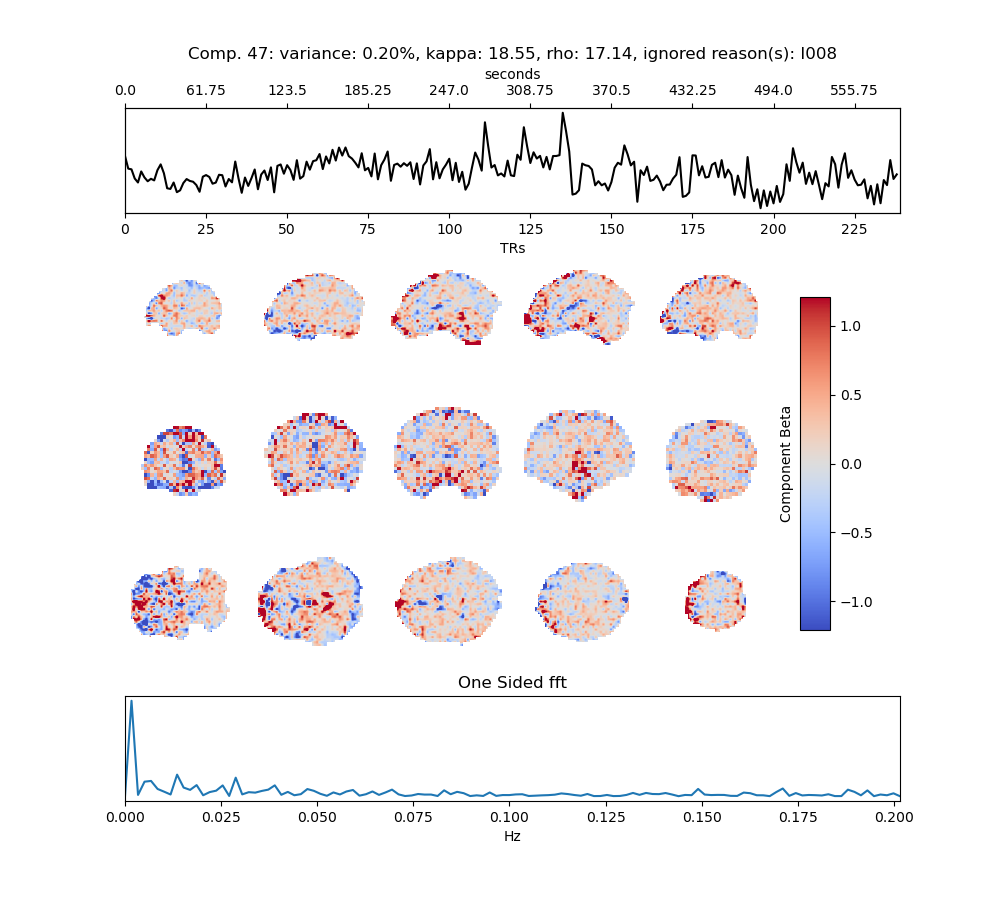 Comp. 47: variance: 0.20%, kappa: 18.55, rho: 17.14, ignored reason(s): I008
seconds
0.0 61.75 123.5 185.25 247.0 308.75 370.5 432.25 494.0 555.75
0 25 50 75 100 125 150 175 200 225
TRs
1.0
0.5
0.0
−0.5
−1.0
Component Beta
One Sided fft
0.000 0.025 0.050 0.075 0.100 0.125 0.150 0.175 0.200
Hz